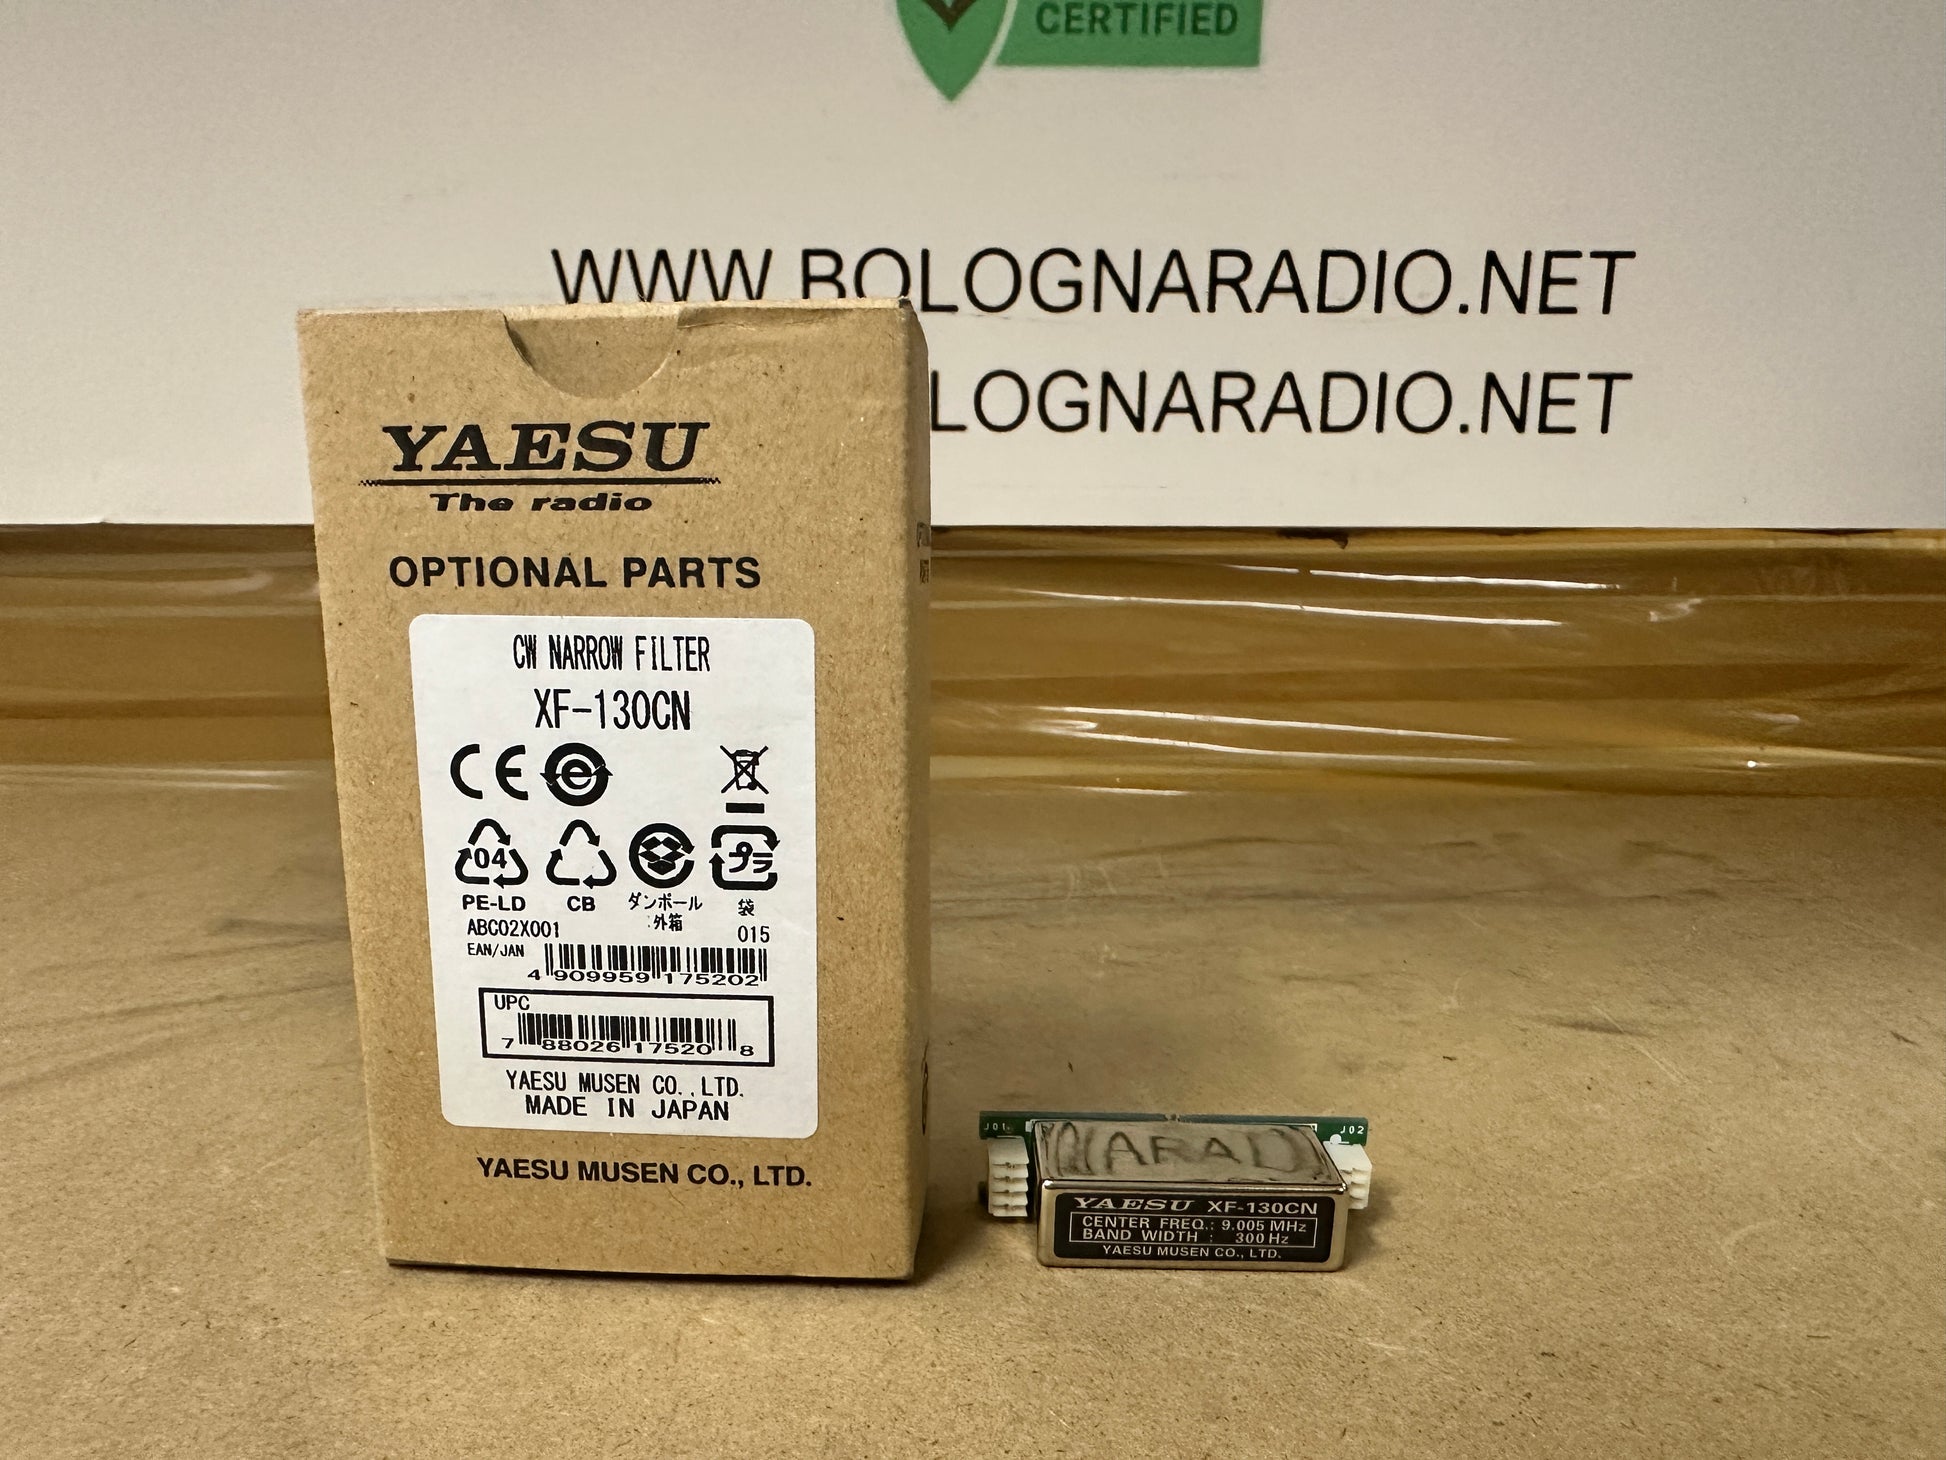 CERTIFIED
WWW.BOLOGNARADIO.NET
LOGNARADIO.NET
YAESU
The radio
OPTIONAL PARTS
CW NARROW FILTER
XF-130CN
CE e
04
プラ
PE-LD CB ダンボール 袋
外箱
ABC02X001 015
EAN/JAN
4 909959 175202
UPC
7 88026 17520 8
YAESU MUSEN CO.,LTD.
MADE IN JAPAN
YAESU MUSEN CO., LTD.
J01 J02
YAESU XF-130CN
CENTER FREQ.: 9.005 MHz
BAND WIDTH : 300 Hz
YAESU MUSEN CO., LTD.